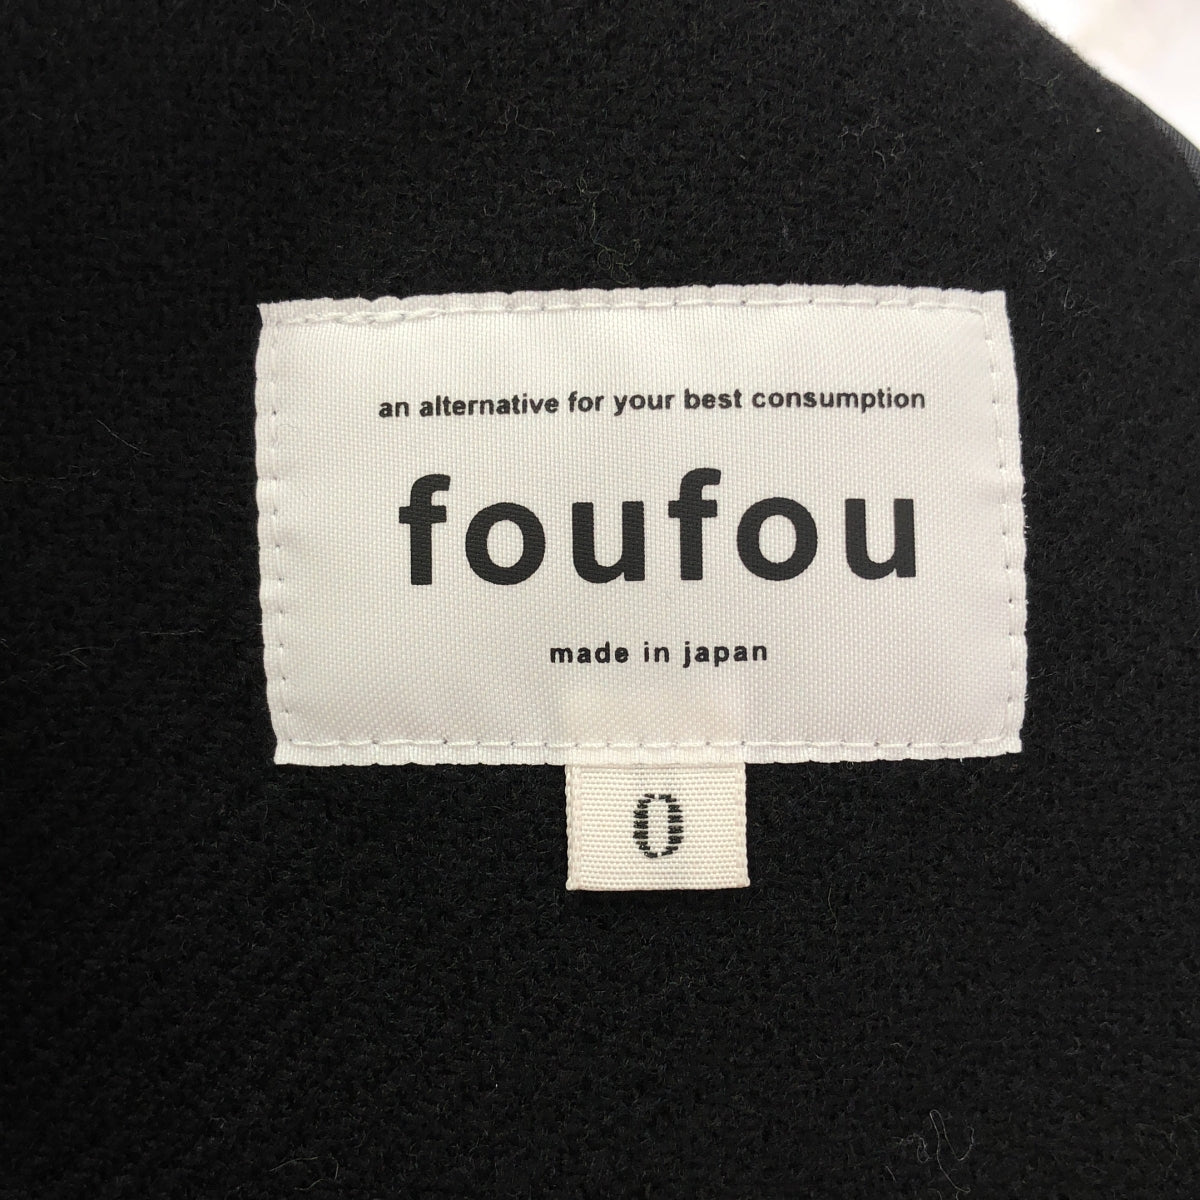 an alternative for your best consumption
foufou
made in japan
0